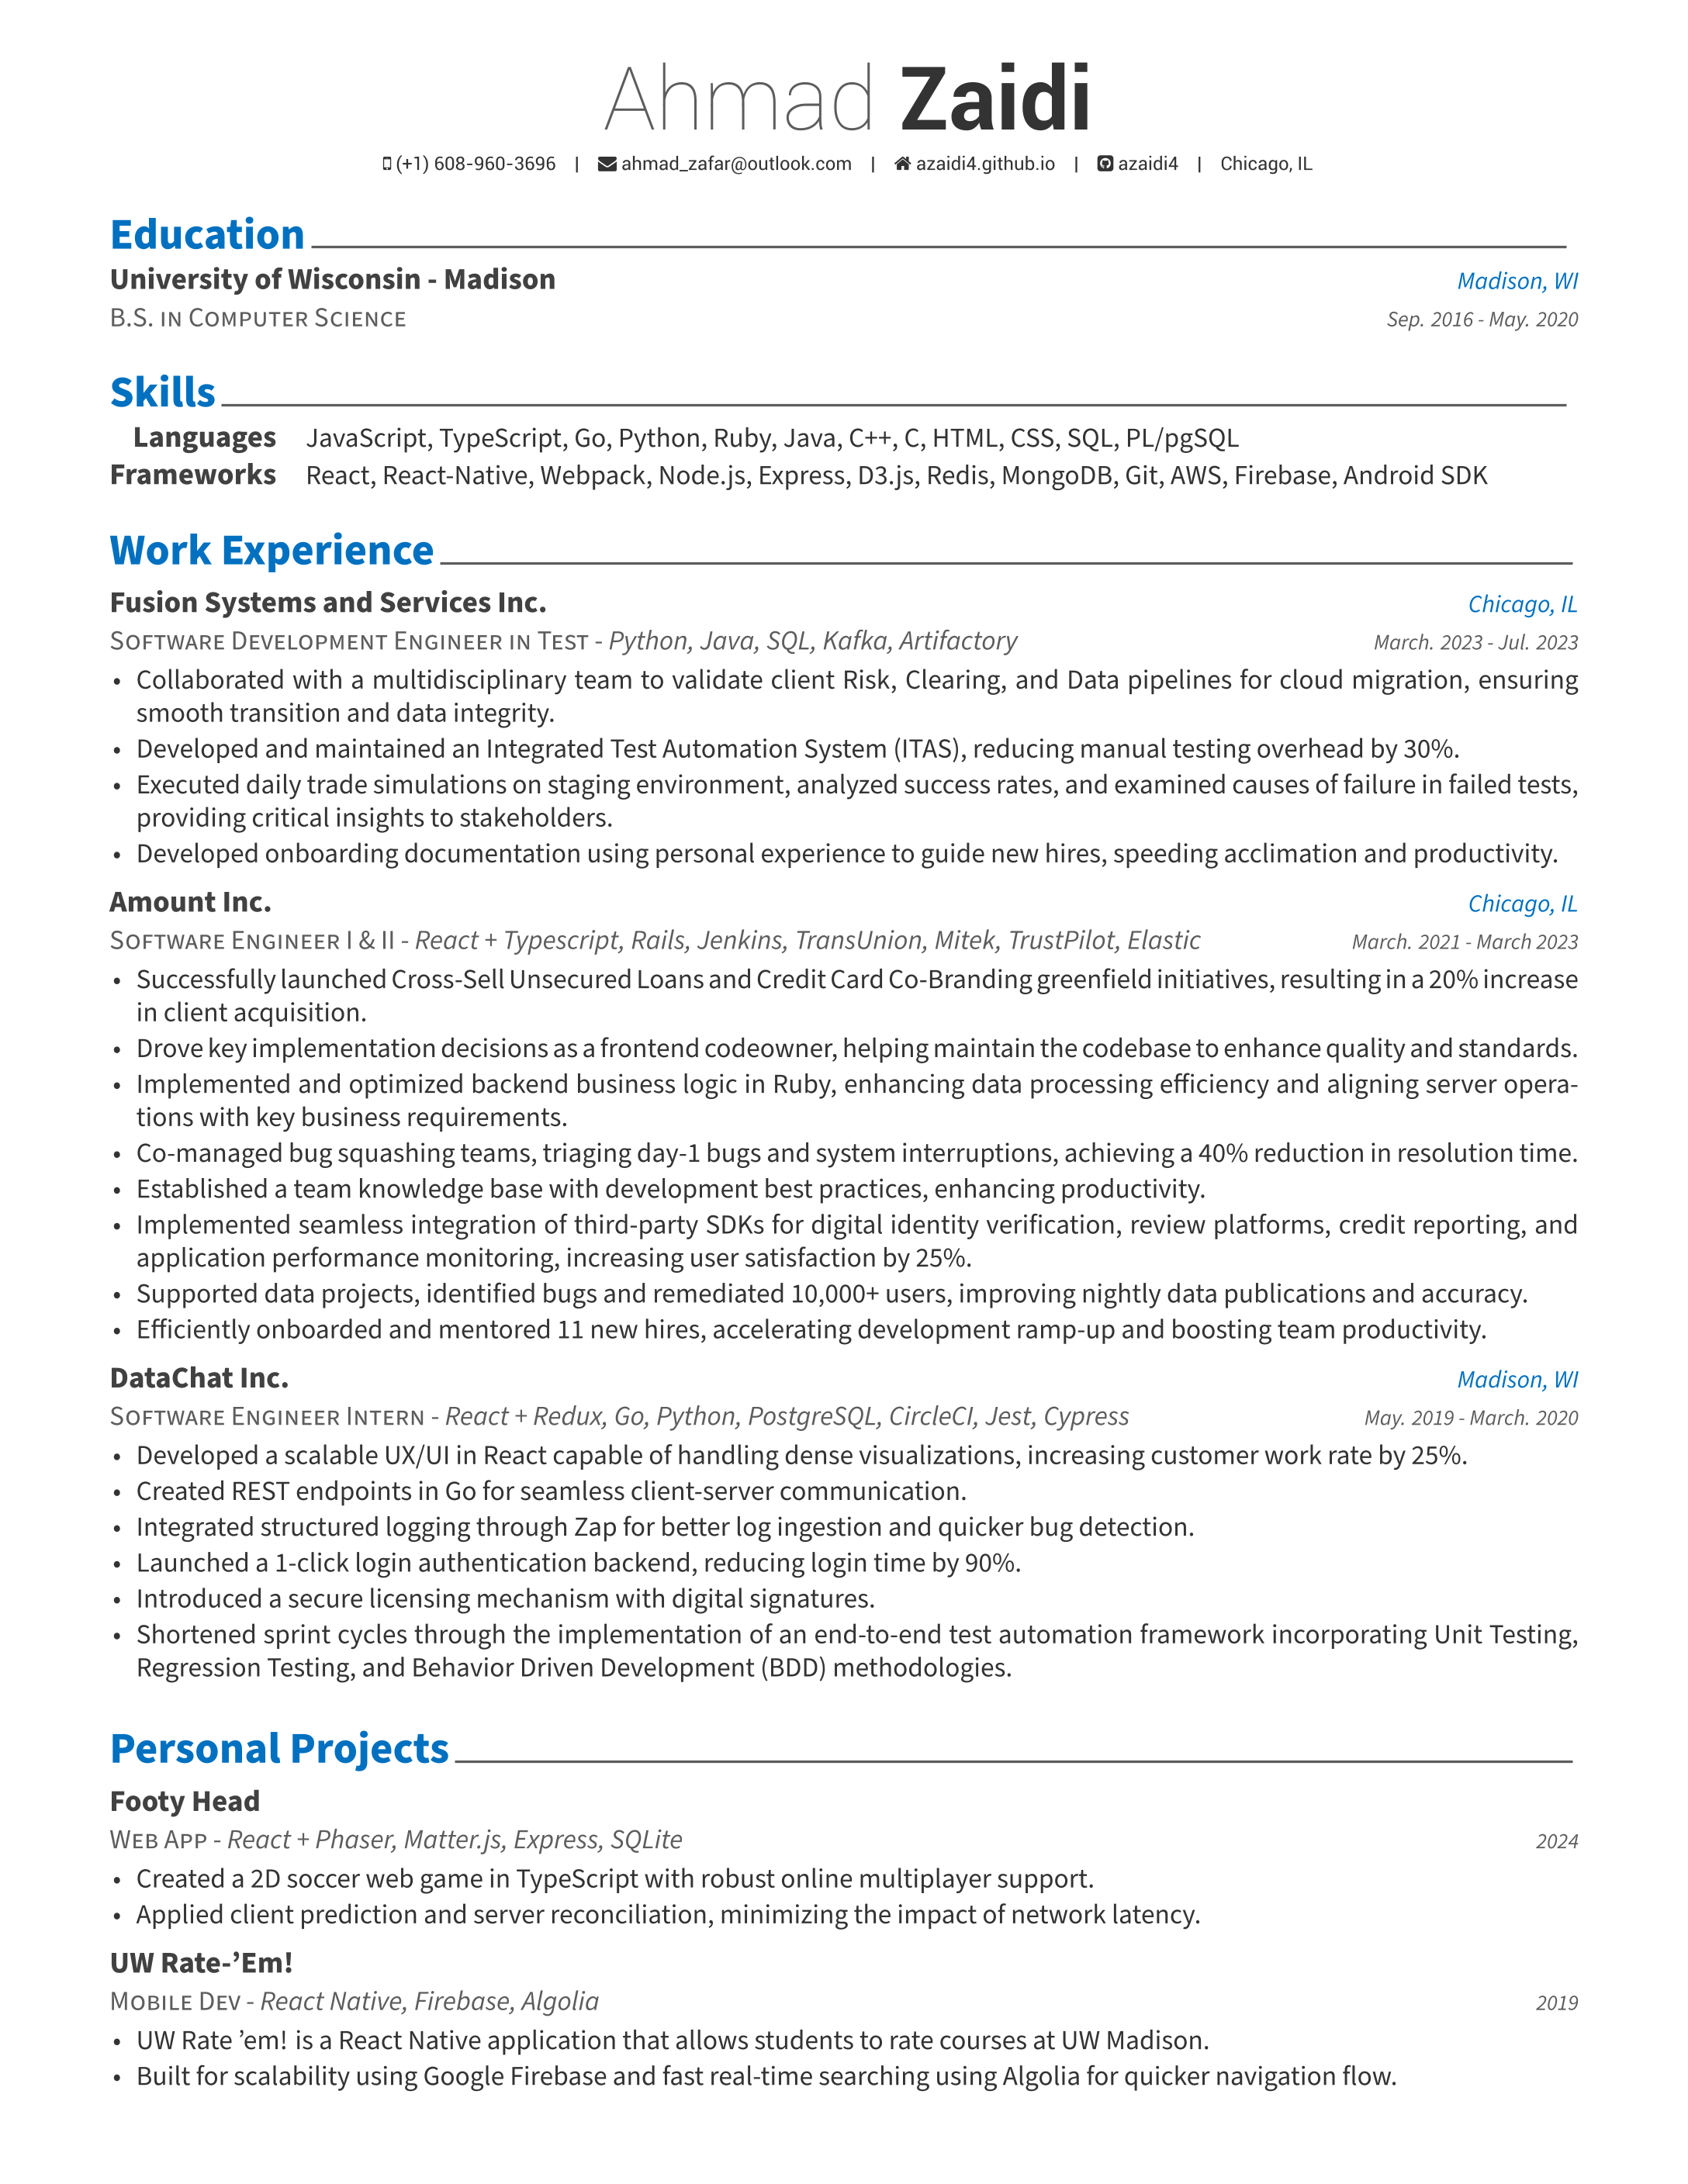 Ahmad Zaidi
(+1) 608-960-3696 | ahmad_zafar@outlook.com | azaidi4.github.io | azaidi4 | Chicago, IL
Education
University of Wisconsin - Madison Madison, WI
B.S. in Computer Science Sep. 2016 - May. 2020
Skills
Languages JavaScript, TypeScript, Go, Python, Ruby, Java, C++, C, HTML, CSS, SQL, PL/pgSQL
Frameworks React, React-Native, Webpack, Node.js, Express, D3.js, Redis, MongoDB, Git, AWS, Firebase, Android SDK
Work Experience
Fusion Systems and Services Inc. Chicago, IL
Software Development Engineer in Test - Python, Java, SQL, Kafka, Artifactory March. 2023 - Jul. 2023
• Collaborated with a multidisciplinary team to validate client Risk, Clearing, and Data pipelines for cloud migration, ensuring
smooth transition and data integrity.
• Developed and maintained an Integrated Test Automation System (ITAS), reducing manual testing overhead by 30%.
• Executed daily trade simulations on staging environment, analyzed success rates, and examined causes of failure in failed tests,
providing critical insights to stakeholders.
• Developed onboarding documentation using personal experience to guide new hires, speeding acclimation and productivity.
Amount Inc. Chicago, IL
Software Engineer I & II - React + Typescript, Rails, Jenkins, TransUnion, Mitek, TrustPilot, Elastic March. 2021 - March 2023
• Successfully launched Cross-Sell Unsecured Loans and Credit Card Co-Branding greenfield initiatives, resulting in a 20% increase
in client acquisition.
• Drove key implementation decisions as a frontend codeowner, helping maintain the codebase to enhance quality and standards.
• Implemented and optimized backend business logic in Ruby, enhancing data processing efficiency and aligning server opera-
tions with key business requirements.
• Co-managed bug squashing teams, triaging day-1 bugs and system interruptions, achieving a 40% reduction in resolution time.
• Established a team knowledge base with development best practices, enhancing productivity.
• Implemented seamless integration of third-party SDKs for digital identity verification, review platforms, credit reporting, and
application performance monitoring, increasing user satisfaction by 25%.
• Supported data projects, identified bugs and remediated 10,000+ users, improving nightly data publications and accuracy.
• Efficiently onboarded and mentored 11 new hires, accelerating development ramp-up and boosting team productivity.
DataChat Inc. Madison, WI
Software Engineer Intern - React + Redux, Go, Python, PostgreSQL, CircleCI, Jest, Cypress May. 2019 - March. 2020
• Developed a scalable UX/UI in React capable of handling dense visualizations, increasing customer work rate by 25%.
• Created REST endpoints in Go for seamless client-server communication.
• Integrated structured logging through Zap for better log ingestion and quicker bug detection.
• Launched a 1-click login authentication backend, reducing login time by 90%.
• Introduced a secure licensing mechanism with digital signatures.
• Shortened sprint cycles through the implementation of an end-to-end test automation framework incorporating Unit Testing,
Regression Testing, and Behavior Driven Development (BDD) methodologies.
Personal Projects
Footy Head
Web App - React + Phaser, Matter.js, Express, SQLite 2024
• Created a 2D soccer web game in TypeScript with robust online multiplayer support.
• Applied client prediction and server reconciliation, minimizing the impact of network latency.
UW Rate-’Em!
Mobile Dev - React Native, Firebase, Algolia 2019
• UW Rate ’em! is a React Native application that allows students to rate courses at UW Madison.
• Built for scalability using Google Firebase and fast real-time searching using Algolia for quicker navigation flow.